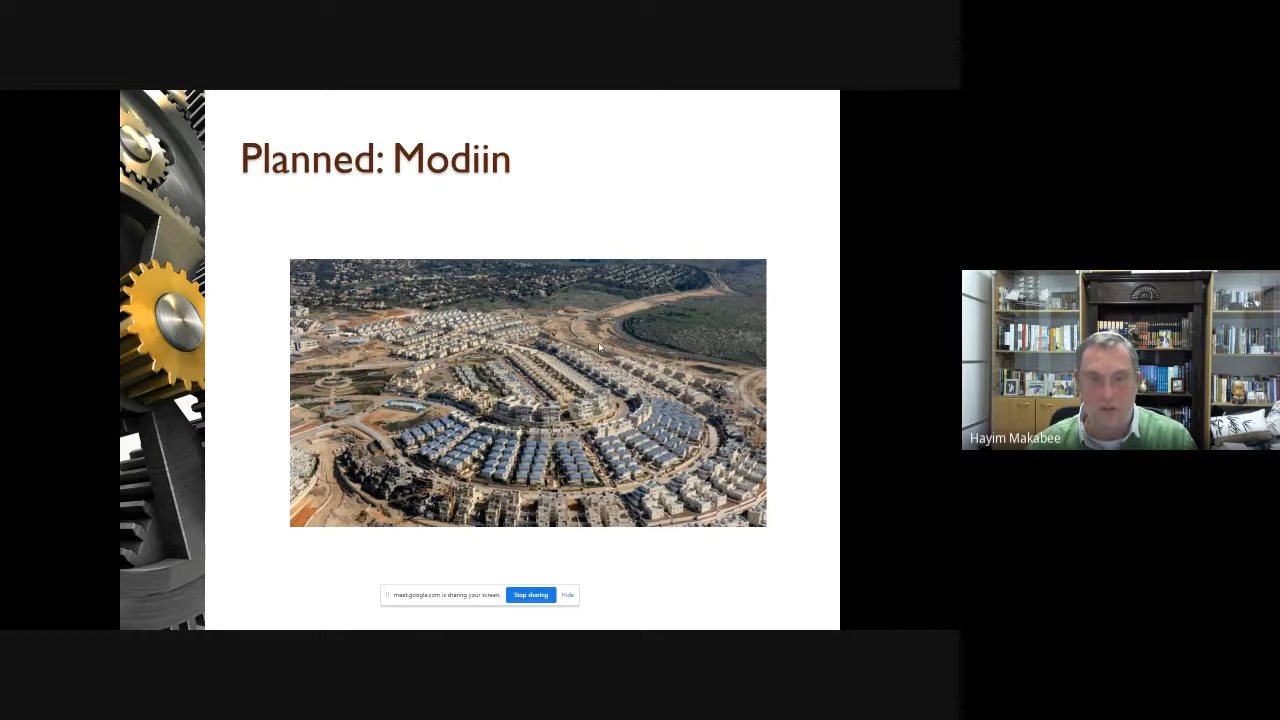 Planned: Modiin
Hayim Makabee
meet.google.com is sharing your screen.
Stop sharing
Hide